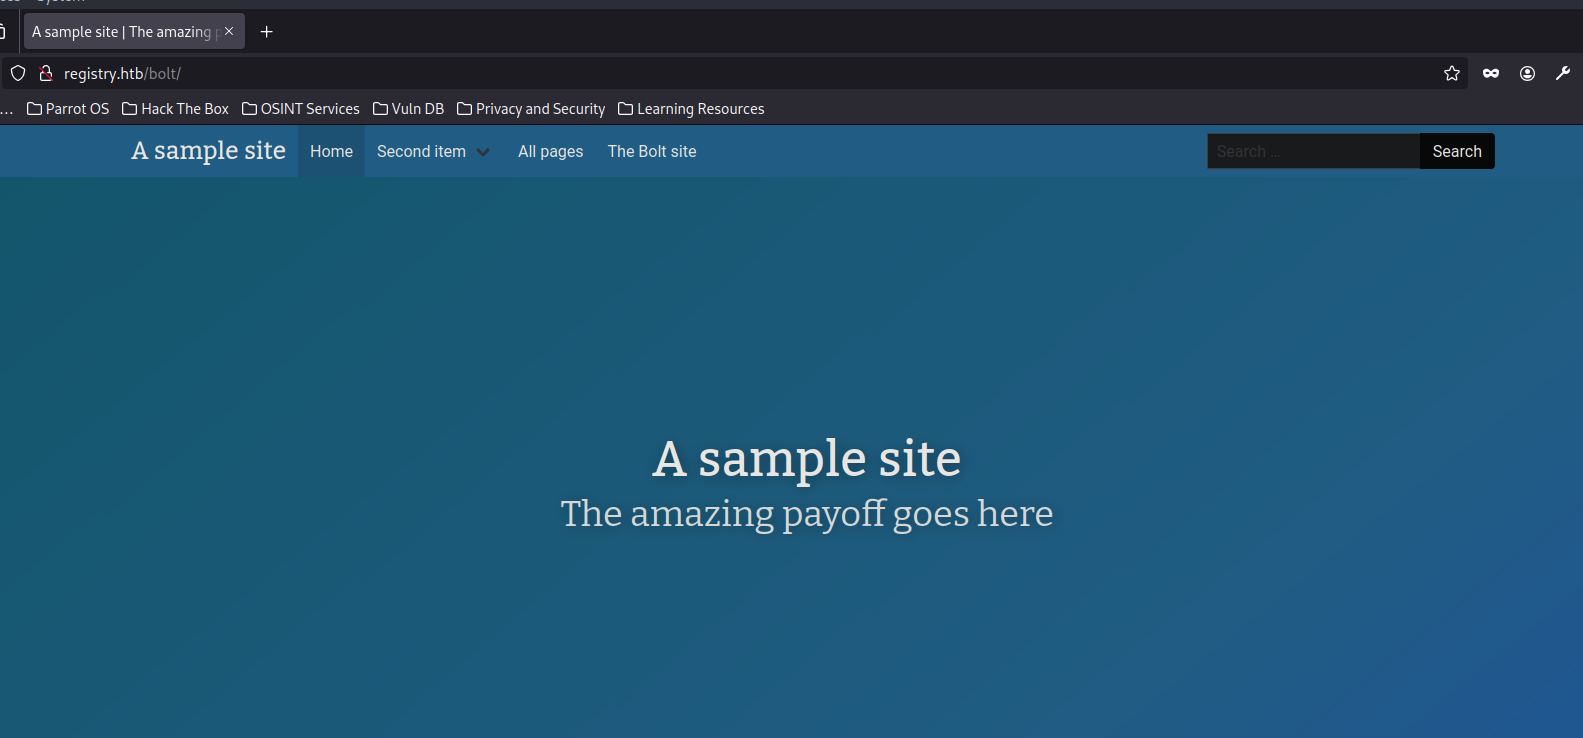 A sample site | The amazing p
registry.htb/bolt/
... Parrot OS Hack The Box OSINT Services Vuln DB Privacy and Security Learning Resources
A sample site Home Second item All pages The Bolt site Search ... Search
A sample site
The amazing payoff goes here